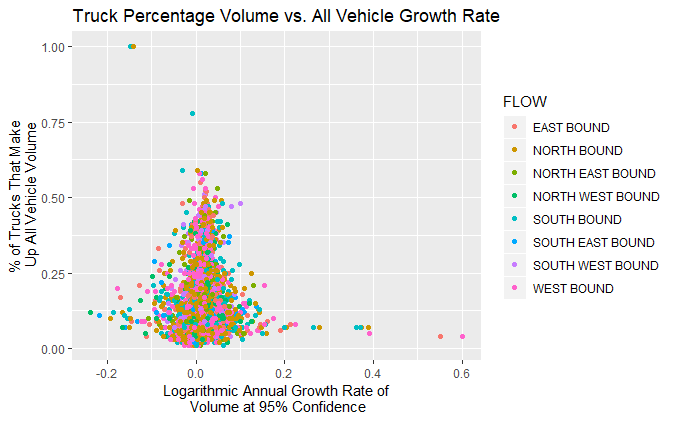 Truck Percentage Volume vs. All Vehicle Growth Rate
% of Trucks That Make
Up All Vehicle Volume
1.00
0.75
0.50
0.25
0.00
-0.2
0.0
0.2
0.4
0.6
Logarithmic Annual Growth Rate of
Volume at 95% Confidence
FLOW
EAST BOUND
NORTH BOUND
NORTH EAST BOUND
NORTH WEST BOUND
SOUTH BOUND
SOUTH EAST BOUND
SOUTH WEST BOUND
WEST BOUND